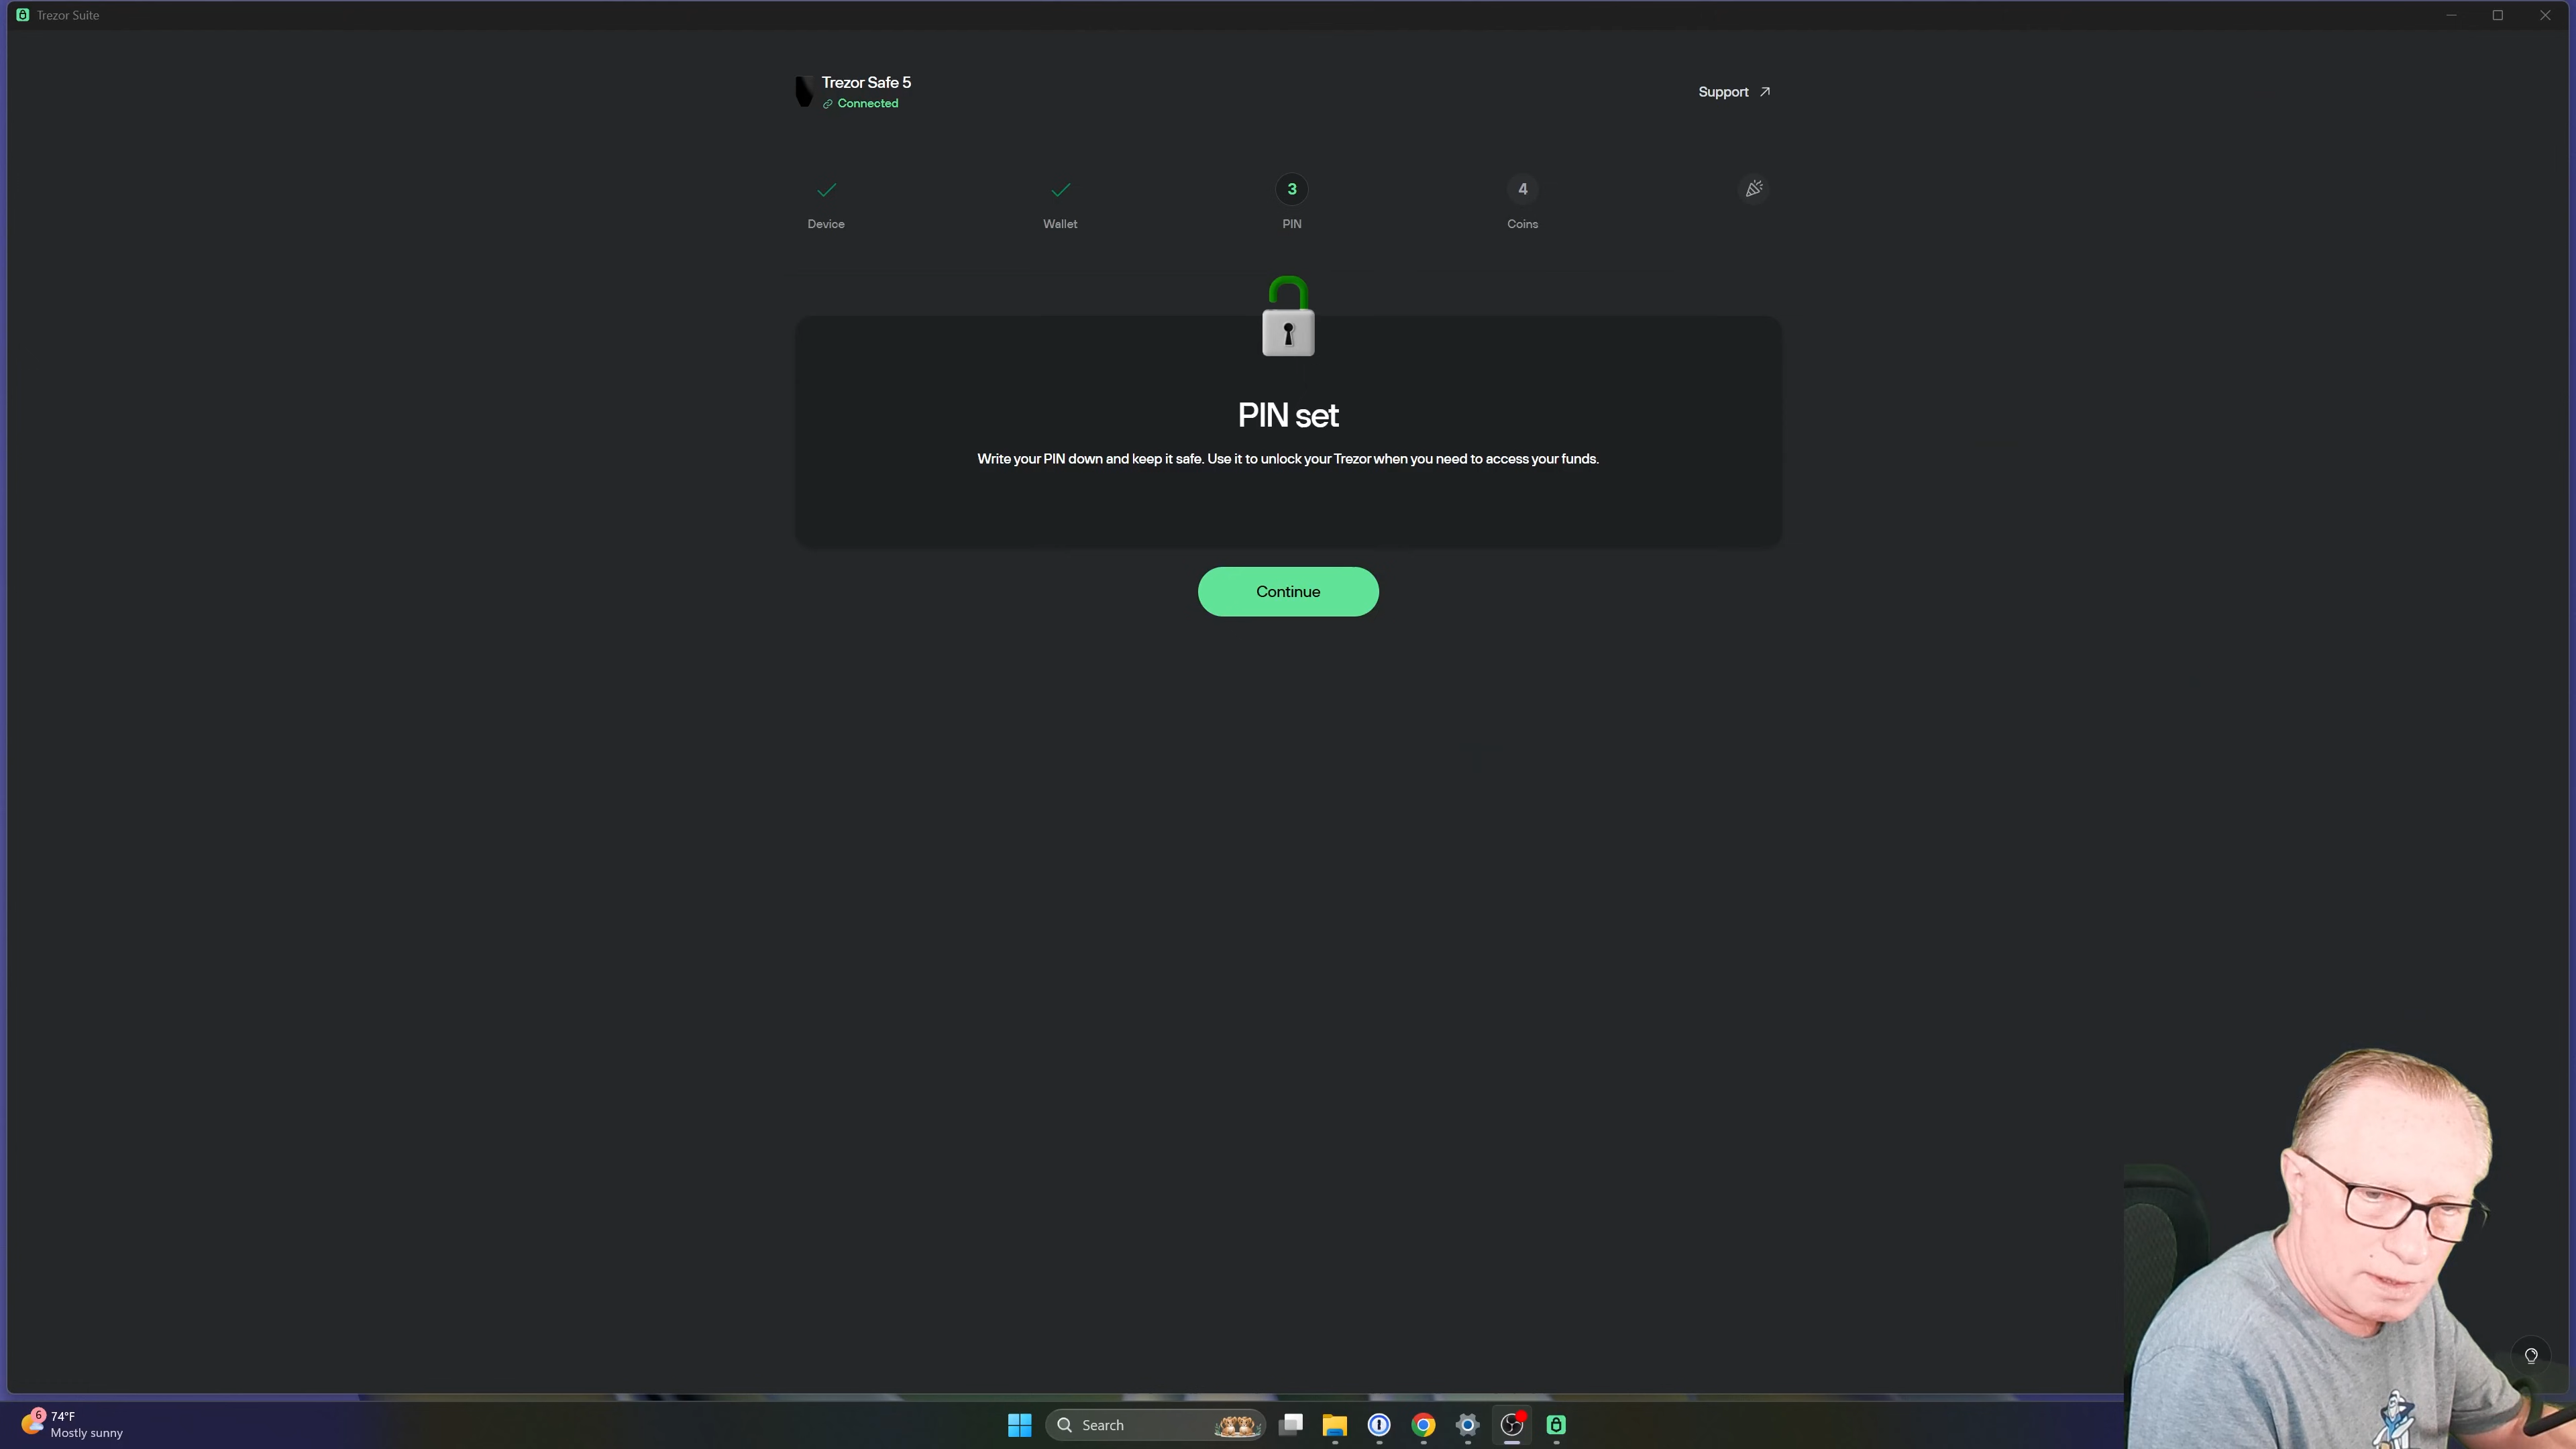 Trezor Suite
Trezor Safe 5
Connected
Support
3
4
Device
Wallet
PIN
Coins
PIN set
Write your PIN down and keep it safe. Use it to unlock your Trezor when you need to access your funds.
Continue
6
74°F
Mostly sunny
Search